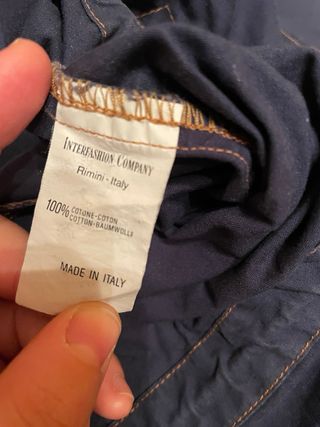 INTERFASHION COMPANY
Rimini - Italy
100% COTONE-COTON
COTTON-BAUMWOLLE
MADE IN ITALY